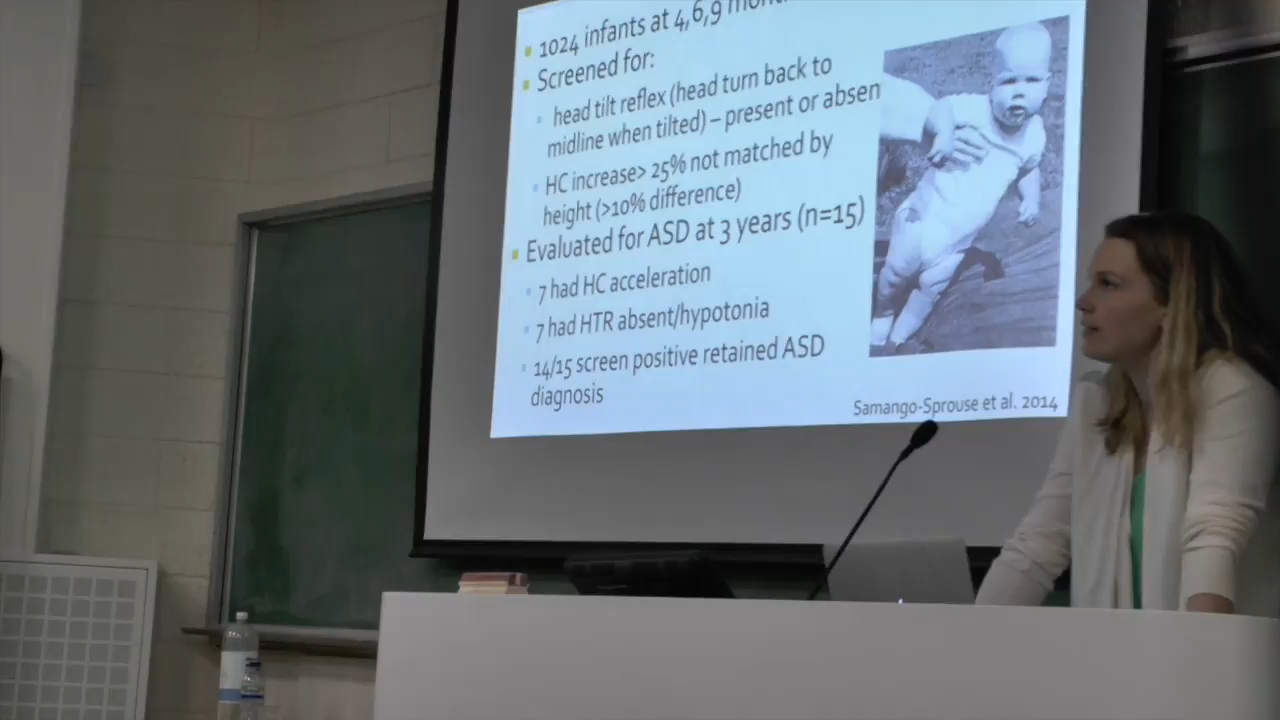 1024 infants at 4,6,9 mont
Screened for:
head tilt reflex (head turn back to
midline when tilted) – present or absen
HC increase> 25% not matched by
height (>10% difference)
Evaluated for ASD at 3 years (n=15)
7 had HC acceleration
7 had HTR absent/hypotonia
14/15 screen positive retained ASD
diagnosis
Samango-Sprouse et al. 2014